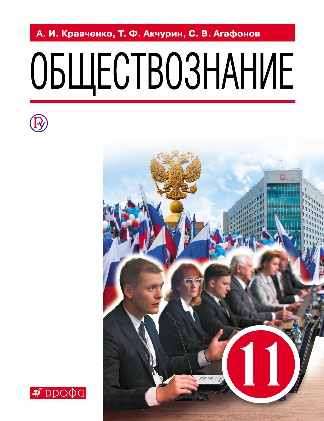 А. И. Кравченко, Т. Ф. Акчурин, С. В. Агафонов
ОБЩЕСТВОЗНАНИЕ
11
дрофа